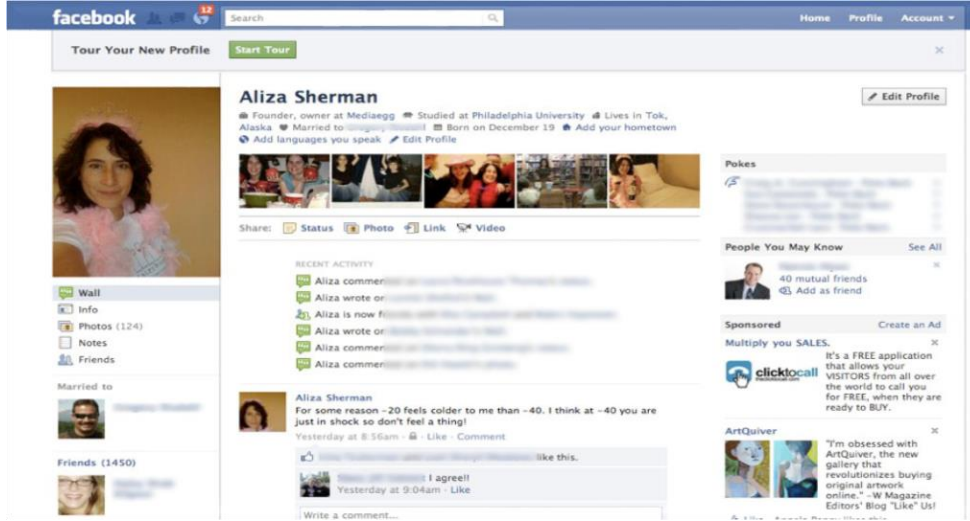 facebook
12
Search
Home Profile Account
Tour Your New Profile Start Tour
Aliza Sherman
Edit Profile
Founder, owner at Mediaegg Studied at Philadelphia University Lives in Tok,
Alaska Married to Born on December 19 Add your hometown
Add languages you speak Edit Profile
Share: Status Photo Link Video
RECENT ACTIVITY
Aliza commented on
Aliza wrote on
Aliza is now
Aliza wrote on
Aliza commented
Aliza commented
Aliza Sherman
For some reason -20 feels colder to me than -40. I think at -40 you are
just in shock so don't feel a thing!
Yesterday at 8:56am · Like · Comment
like this.
I agree!!
Yesterday at 9:04am · Like
Write a comment...
Wall
Info
Photos (124)
Notes
Friends
Married to
Friends (1450)
Pokes
People You May Know See All
40 mutual friends
Add as friend
Sponsored Create an Ad
Multiply you SALES.
clicktocall
It's a FREE application
that allows your
VISITORS from all over
the world to call you
for FREE, when they are
ready to BUY.
ArtQuiver
"I'm obsessed with
ArtQuiver, the new
gallery that
revolutionizes buying
original artwork
online." -W Magazine
Editors' Blog "Like" Us!